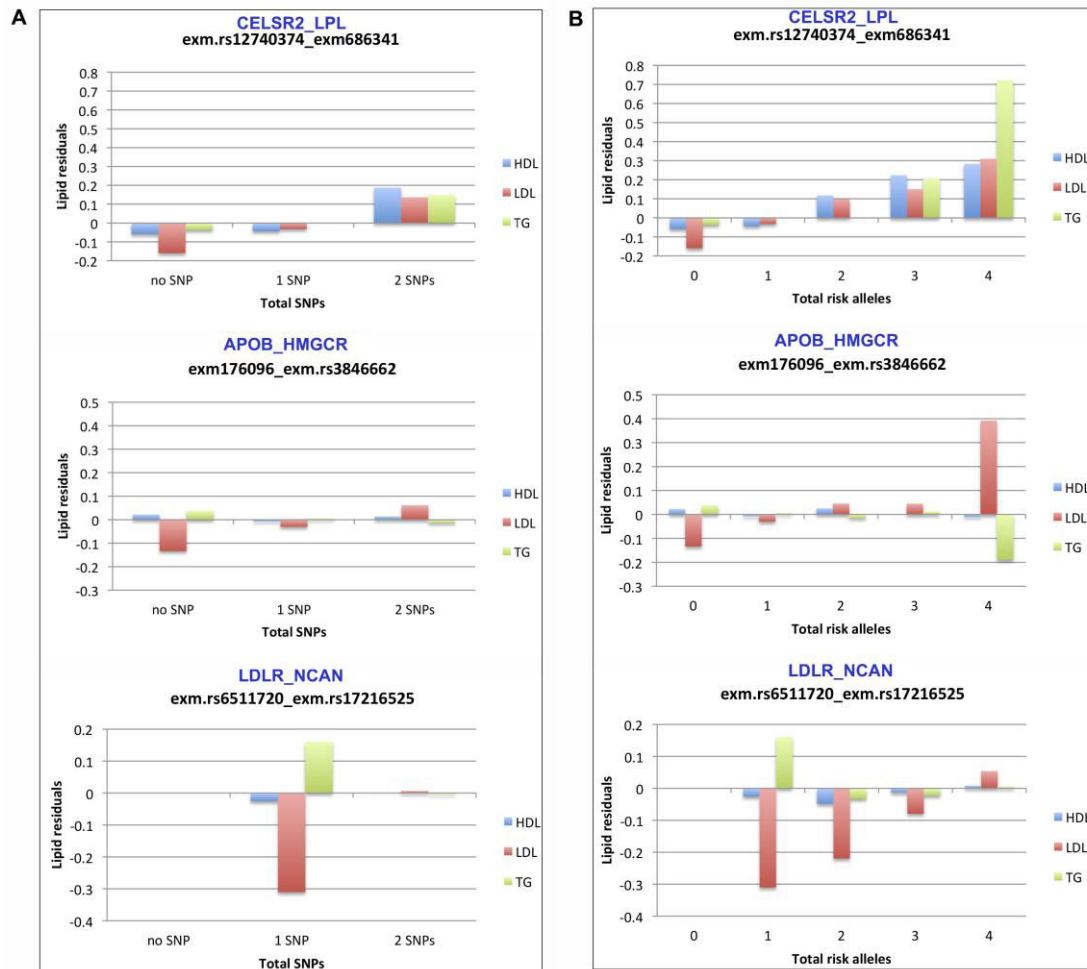 A
CELSR2_LPL
exm.rs12740374_exm686341
Lipid residuals
0.8
0.7
0.6
0.5
0.4
0.3
0.2
0.1
0
-0.1
-0.2
no SNP
1 SNP
2 SNPs
Total SNPs
HDL
LDL
TG
APOB_HMGCR
exm176096_exm.rs3846662
Lipid residuals
0.5
0.4
0.3
0.2
0.1
0
-0.1
-0.2
-0.3
no SNP
1 SNP
2 SNPs
Total SNPs
HDL
LDL
TG
LDLR_NCAN
exm.rs6511720_exm.rs17216525
Lipid residuals
0.2
0.1
0
-0.1
-0.2
-0.3
-0.4
no SNP
1 SNP
2 SNPs
Total SNPs
HDL
LDL
TG
B
CELSR2_LPL
exm.rs12740374_exm686341
Lipid residuals
0.8
0.7
0.6
0.5
0.4
0.3
0.2
0.1
0
-0.1
-0.2
0
1
2
3
4
Total risk alleles
HDL
LDL
TG
APOB_HMGCR
exm176096_exm.rs3846662
Lipid residuals
0.5
0.4
0.3
0.2
0.1
0
-0.1
-0.2
-0.3
0
1
2
3
4
Total risk alleles
HDL
LDL
TG
LDLR_NCAN
exm.rs6511720_exm.rs17216525
Lipid residuals
0.2
0.1
0
-0.1
-0.2
-0.3
-0.4
0
1
2
3
4
Total risk alleles
HDL
LDL
TG